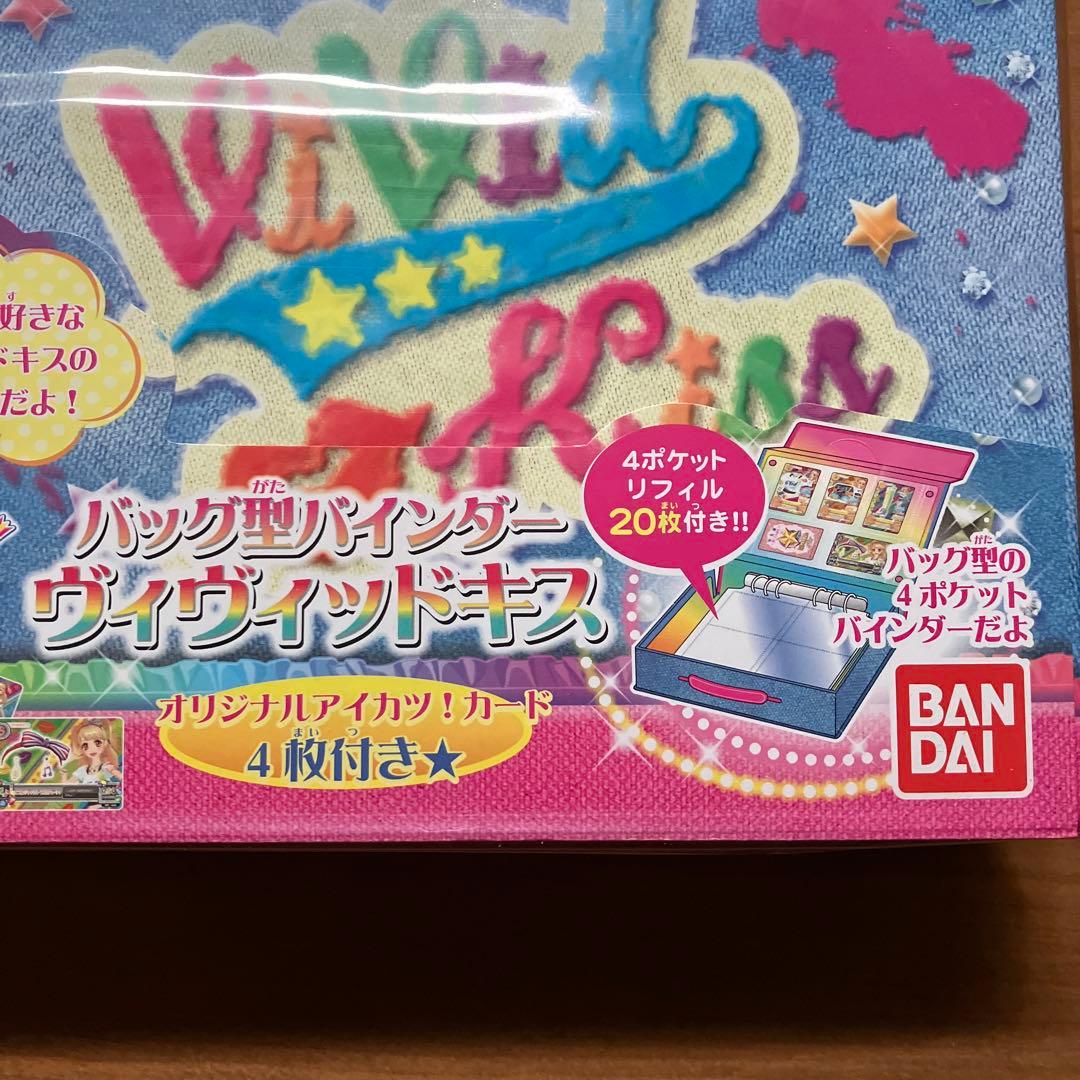 ViVid
Kiss
好きな
ドキスの
だよ！
4ポケット
リフィル
20枚付き!!
バッグ型バインダー
ヴィヴィッドキス
バッグ型の
4ポケット
バインダーだよ
オリジナルアイカツ！カード
4枚付き★
BAN
DAI